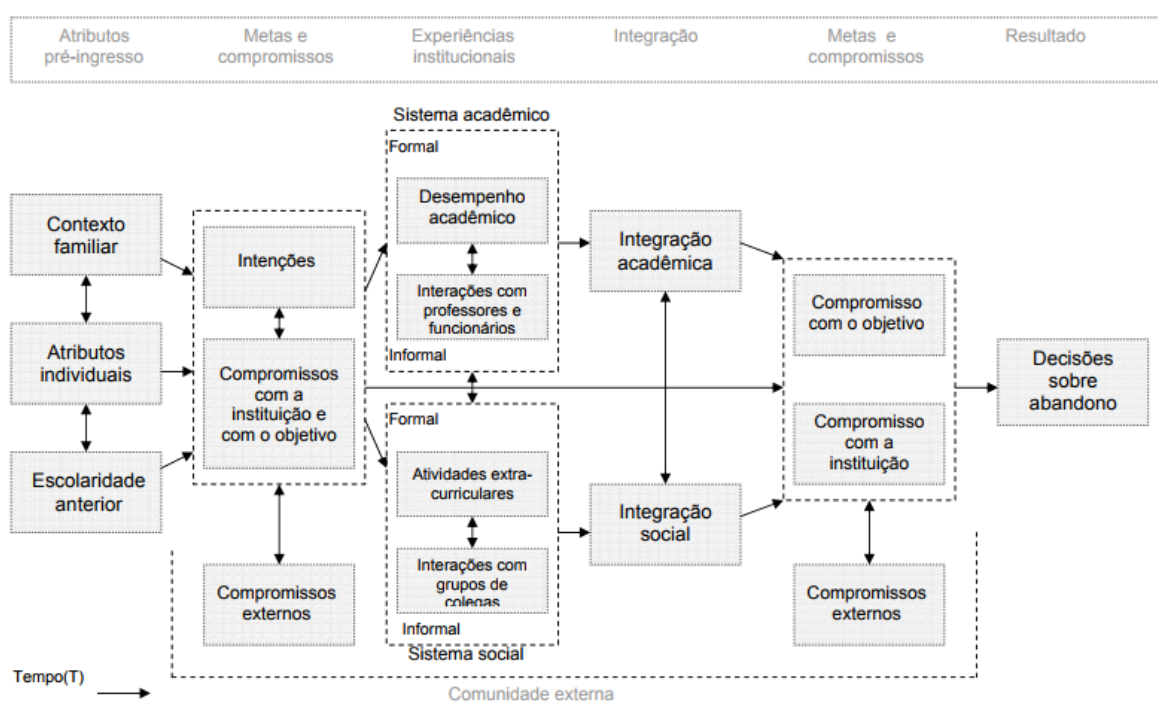 Atributos
pré-ingresso
Metas e
compromissos
Experiências
institucionais
Integração
Metas e
compromissos
Resultado
Sistema acadêmico
Formal
Desempenho
acadêmico
Interações com
professores e
funcionários
Informal
Contexto
familiar
Atributos
individuais
Escolaridade
anterior
Intenções
Compromissos
com a
instituição e
com o objetivo
Compromissos
externos
Formal
Atividades extra-
curriculares
Interações com
grupos de
colegas
Informal
Sistema social
Integração
acadêmica
Integração
social
Compromisso
com o objetivo
Compromisso
com a
instituição
Compromissos
externos
Decisões
sobre
abandono
Tempo(T)
Comunidade externa